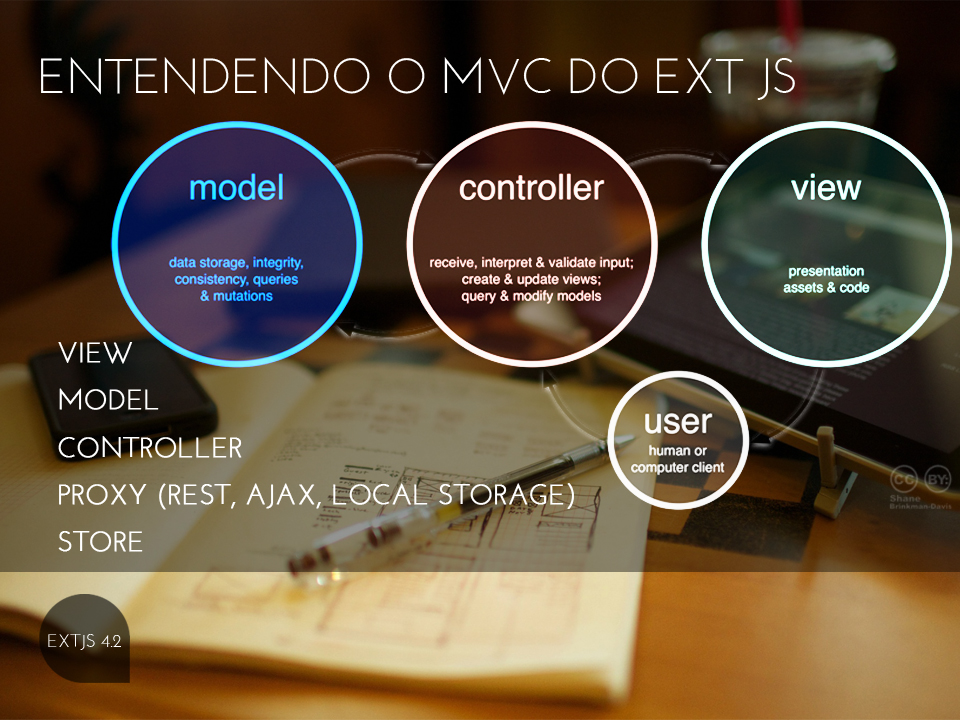 ENTENDENDO O MVC DO EXT JS
model
data storage, integrity,
consistency, queries
& mutations
controller
receive, interpret & validate input;
create & update views;
query & modify models
view
presentation
assets & code
user
human or
computer client
VIEW
MODEL
CONTROLLER
PROXY (REST, AJAX, LOCAL STORAGE)
STORE
CC BY:
Shane
Brinkman-Davis
EXTJS 4.2